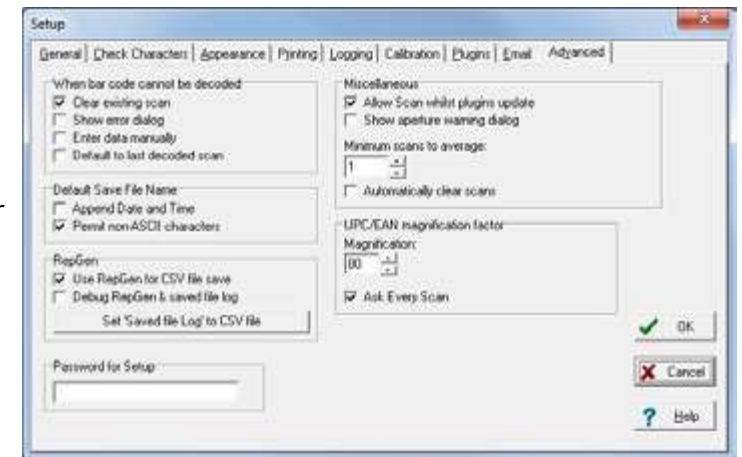 Setup
General Check Characters Appearance Printing Logging Calibration Plugins Email Advanced
When bar code cannot be decoded
Clear existing scan
Show error dialog
Enter data manually
Default to last decoded scan
Default Save File Name
Append Date and Time
Permit non-ASCII characters
RepGen
Use RepGen for CSV file save
Debug RepGen & saved file log
Set 'Saved file Log' to CSV file
Password for Setup
Miscellaneous
Allow Scan whilst plugins update
Show aperture warning dialog
Minimum scans to average:
1
Automatically clear scans
UPC/EAN magnification factor
Magnification:
80
Ask Every Scan
OK
Cancel
? Help